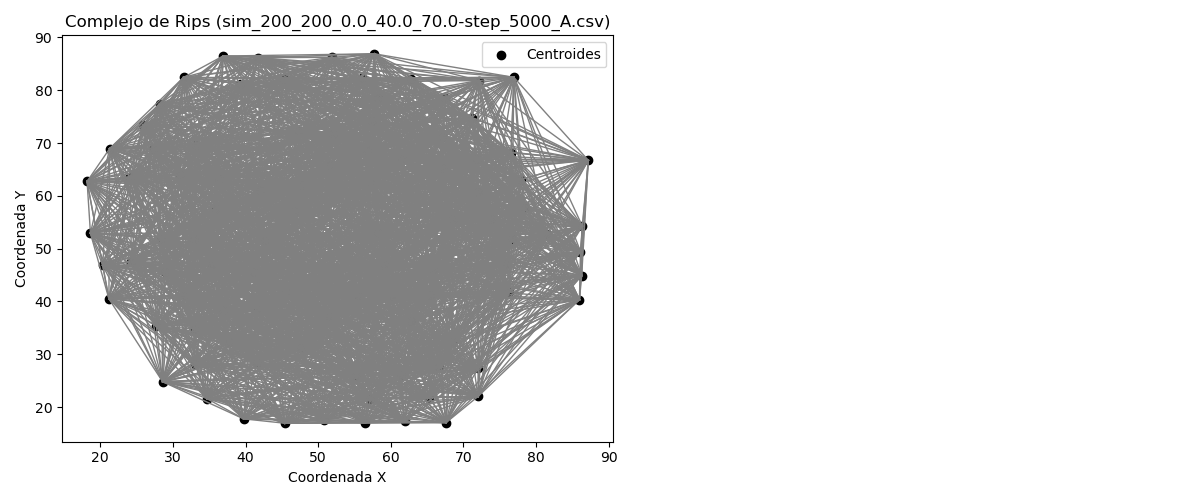 Complejo de Rips (sim_200_200_0.0_40.0_70.0-step_5000_A.csv)
Centroides
90
80
70
60
50
40
30
20
Coordenada Y
20 30 40 50 60 70 80 90
Coordenada X